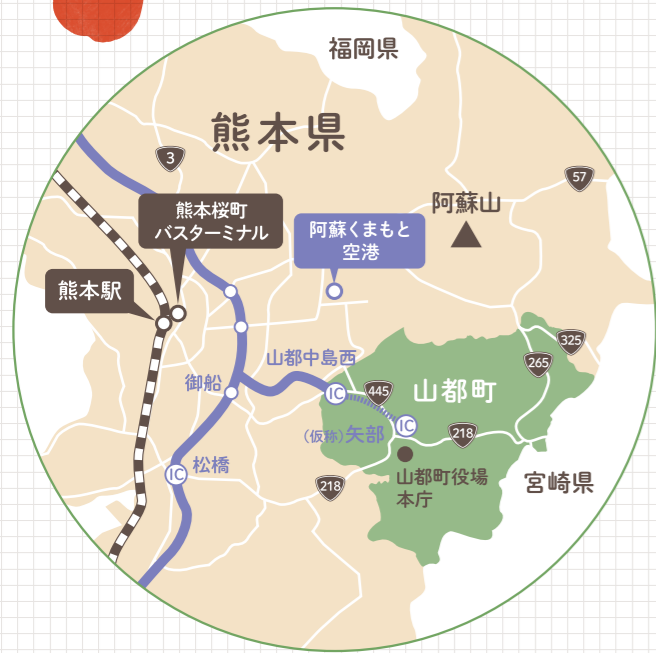 福岡県
熊本県
3
57
阿蘇山
熊本桜町
バスターミナル
阿蘇くまもと
空港
熊本駅
325
265
山都中島西
御船
IC
445
山都町
(仮称)矢部
IC
218
松橋
IC
山都町役場
本庁
218
宮崎県